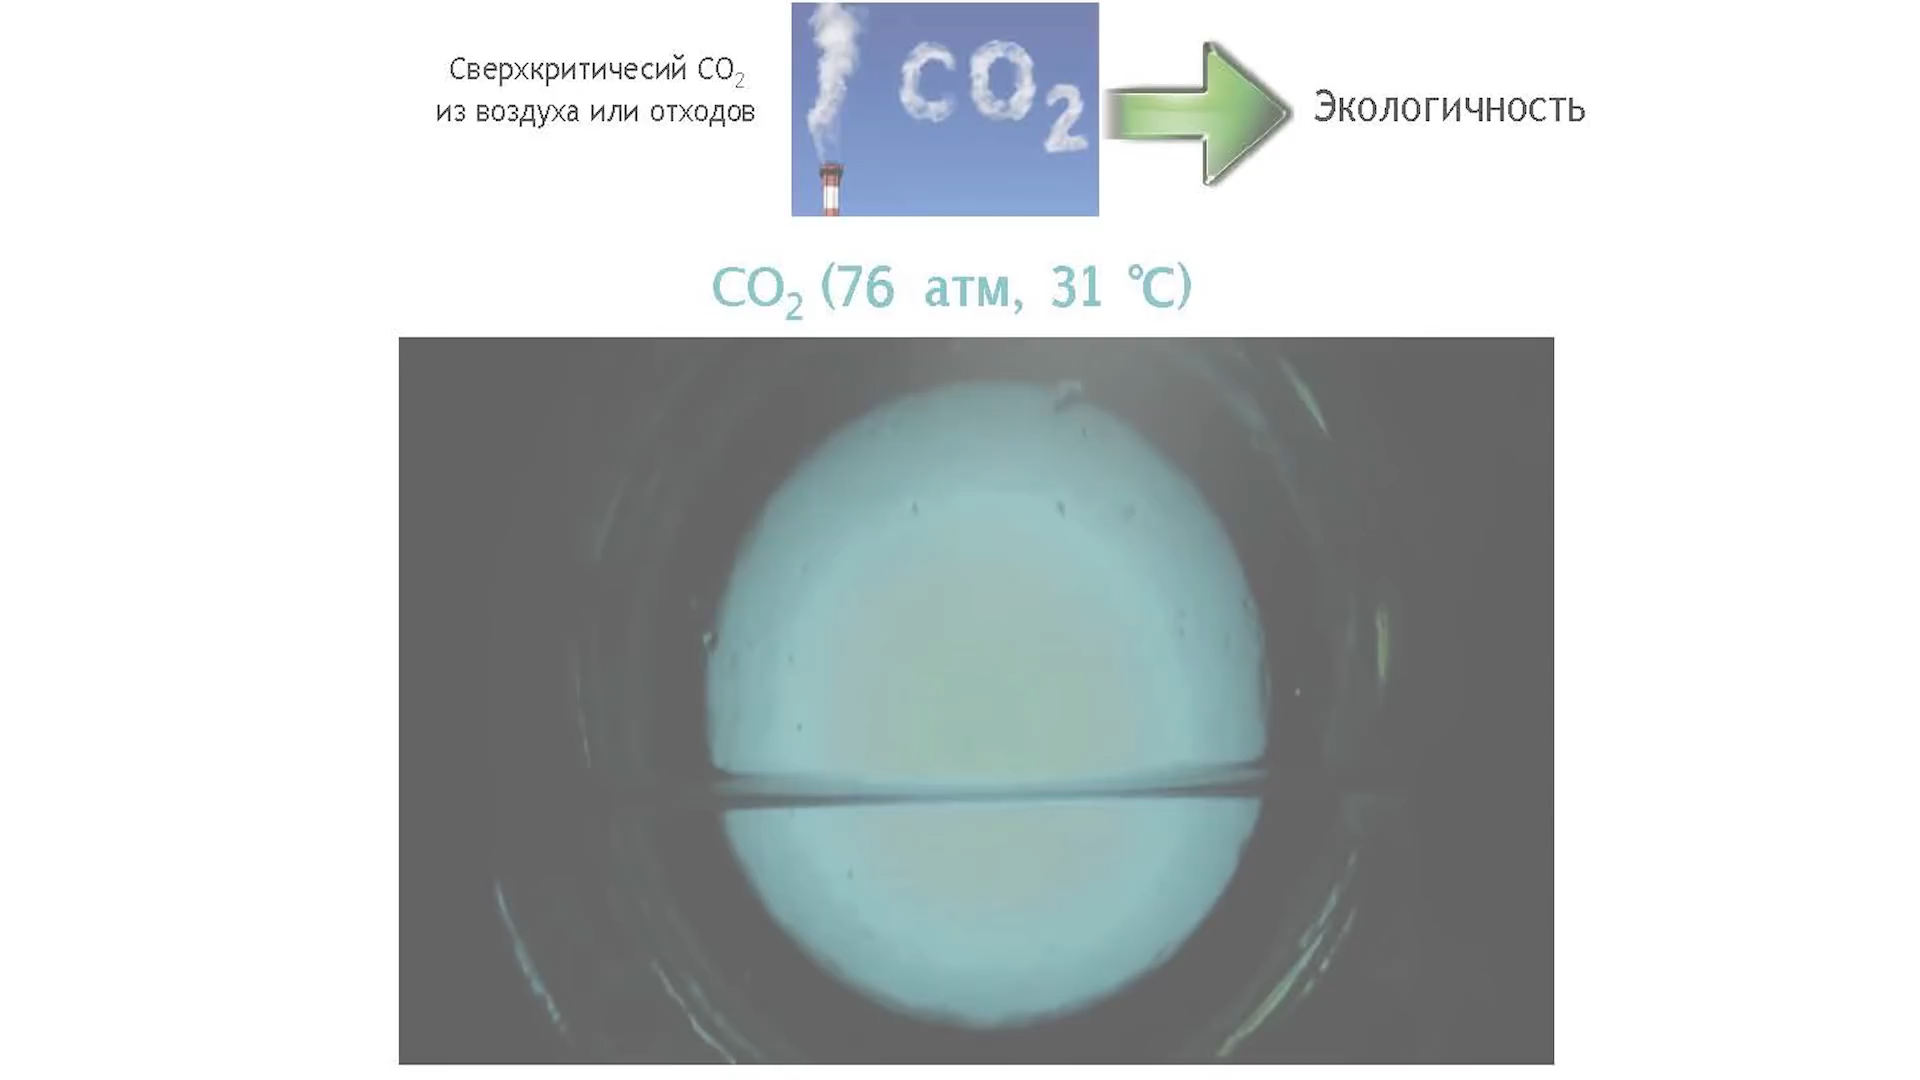 Сверхкритичесий CO₂
из воздуха или отходов
CO₂
Экологичность
CO₂ (76 атм, 31 °C)